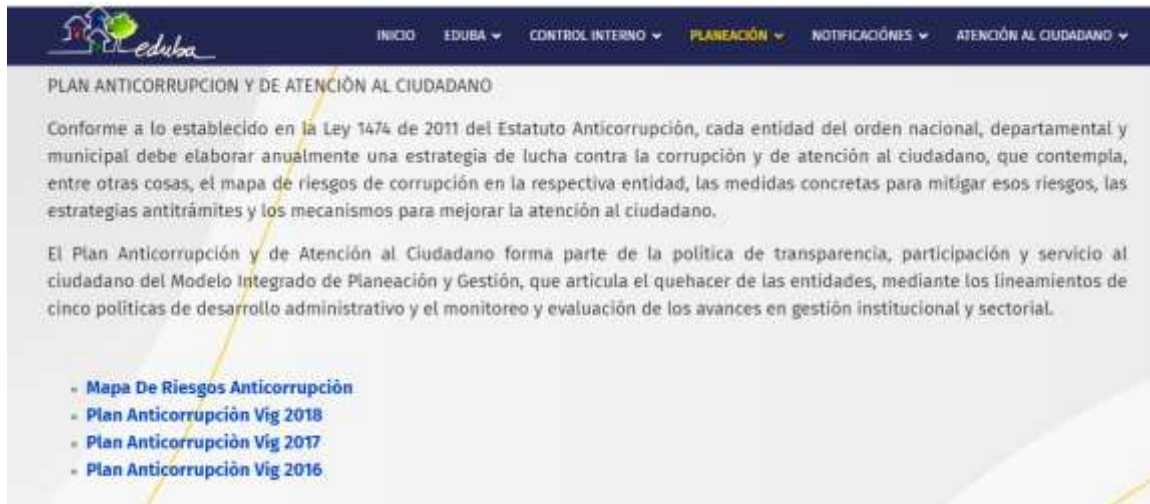 eduba
INICIO EDUBA CONTROL INTERNO PLANEACIÓN NOTIFICACIÓNES ATENCIÓN AL CIUDADANO
PLAN ANTICORRUPCION Y DE ATENCIÓN AL CIUDADANO
Conforme a lo establecido en la Ley 1474 de 2011 del Estatuto Anticorrupción, cada entidad del orden nacional, departamental y
municipal debe elaborar anualmente una estrategia de lucha contra la corrupción y de atención al ciudadano, que contempla,
entre otras cosas, el mapa de riesgos de corrupción en la respectiva entidad, las medidas concretas para mitigar esos riesgos, las
estrategias antitrámites y los mecanismos para mejorar la atención al ciudadano.
El Plan Anticorrupción y de Atención al Ciudadano forma parte de la política de transparencia, participación y servicio al
ciudadano del Modelo Integrado de Planeación y Gestión, que articula el quehacer de las entidades, mediante los lineamientos de
cinco políticas de desarrollo administrativo y el monitoreo y evaluación de los avances en gestión institucional y sectorial.
Mapa De Riesgos Anticorrupción
Plan Anticorrupción Vig 2018
Plan Anticorrupción Vig 2017
Plan Anticorrupción Vig 2016